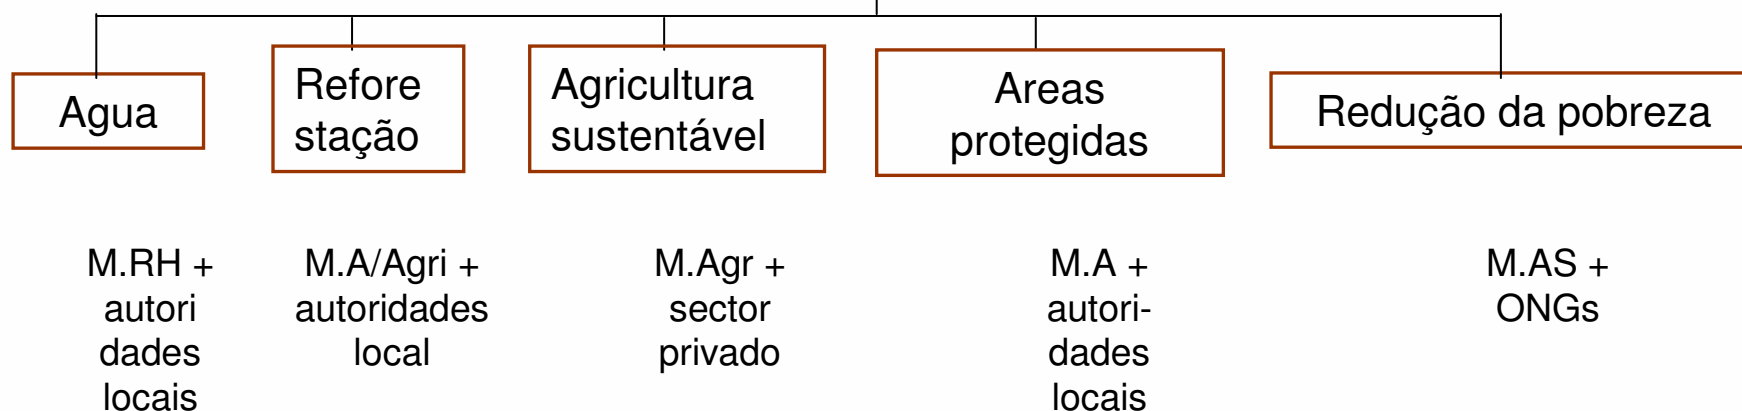 Agua
Refore
stação
Agricultura
sustentável
Areas
protegidas
Redução da pobreza
M.RH +
autori
dades
locais
M.A/Agri +
autoridades
local
M.Agr +
sector
privado
M.A +
autori-
dades
locais
M.AS +
ONGs